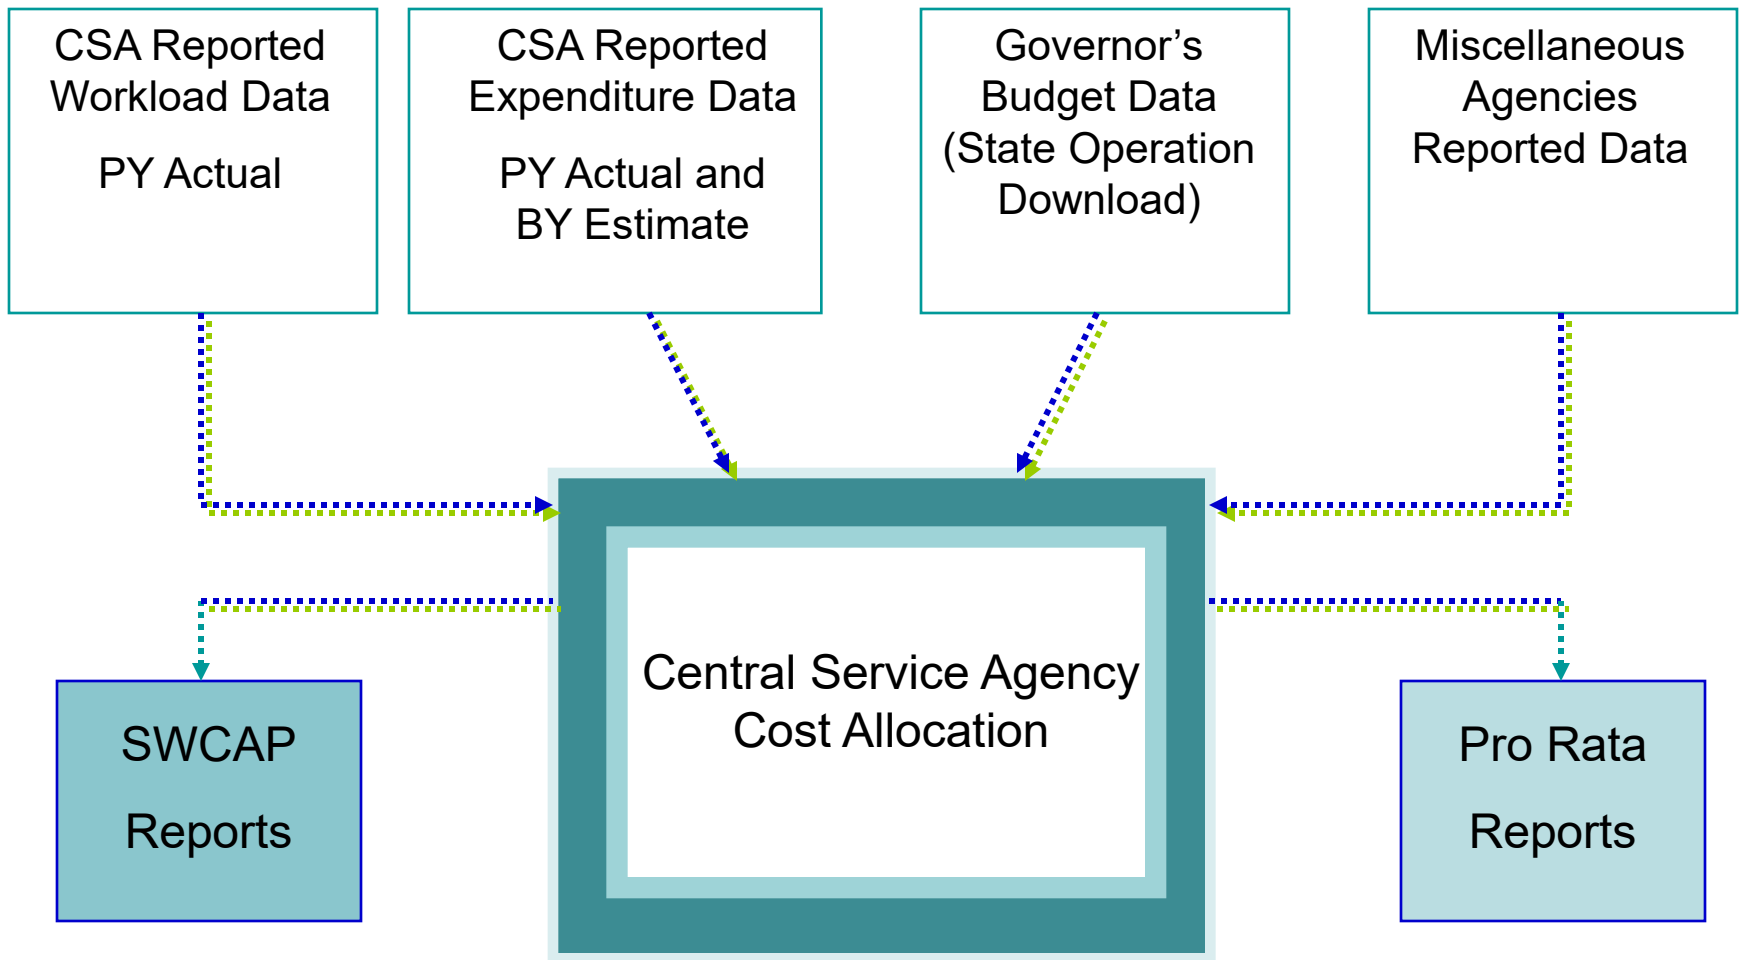 CSA Reported
Workload Data
PY Actual
CSA Reported
Expenditure Data
PY Actual and
BY Estimate
Governor’s
Budget Data
(State Operation
Download)
Miscellaneous
Agencies
Reported Data
Central Service Agency
Cost Allocation
SWCAP
Reports
Pro Rata
Reports